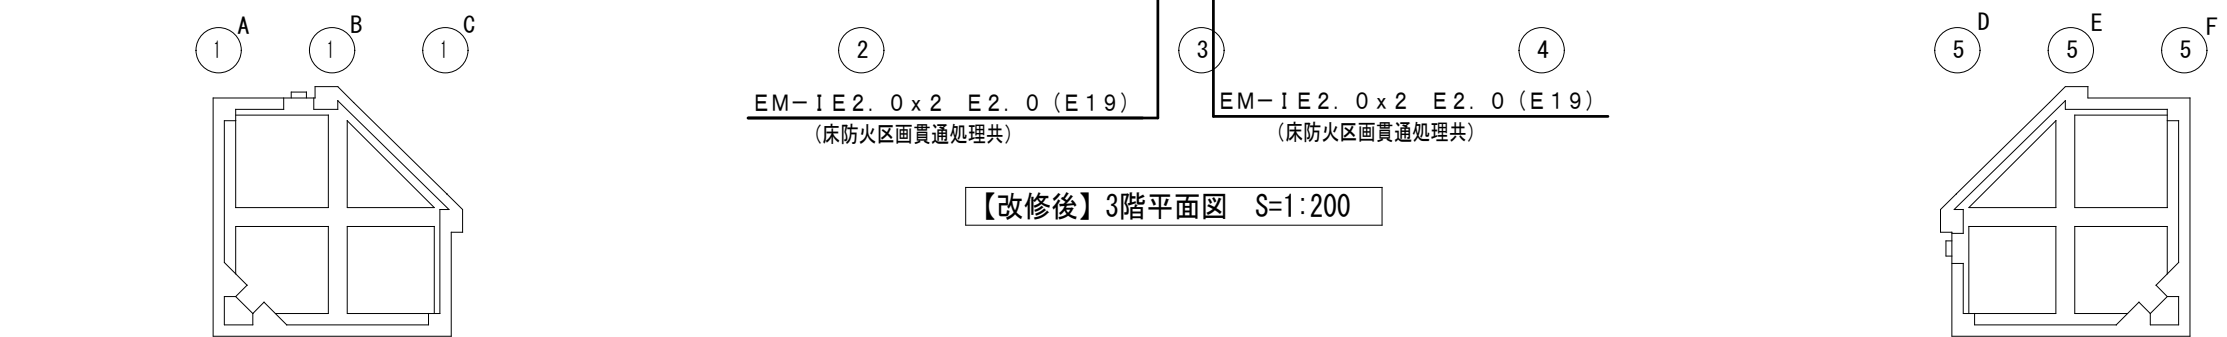 A B C D E F
1 1 1 2 3 4 5 5 5
EM-IE2.0x2 E2.0(E19) EM-IE2.0x2 E2.0(E19)
(床防火区画貫通処理共) (床防火区画貫通処理共)
【改修後】3階平面図 S=1:200